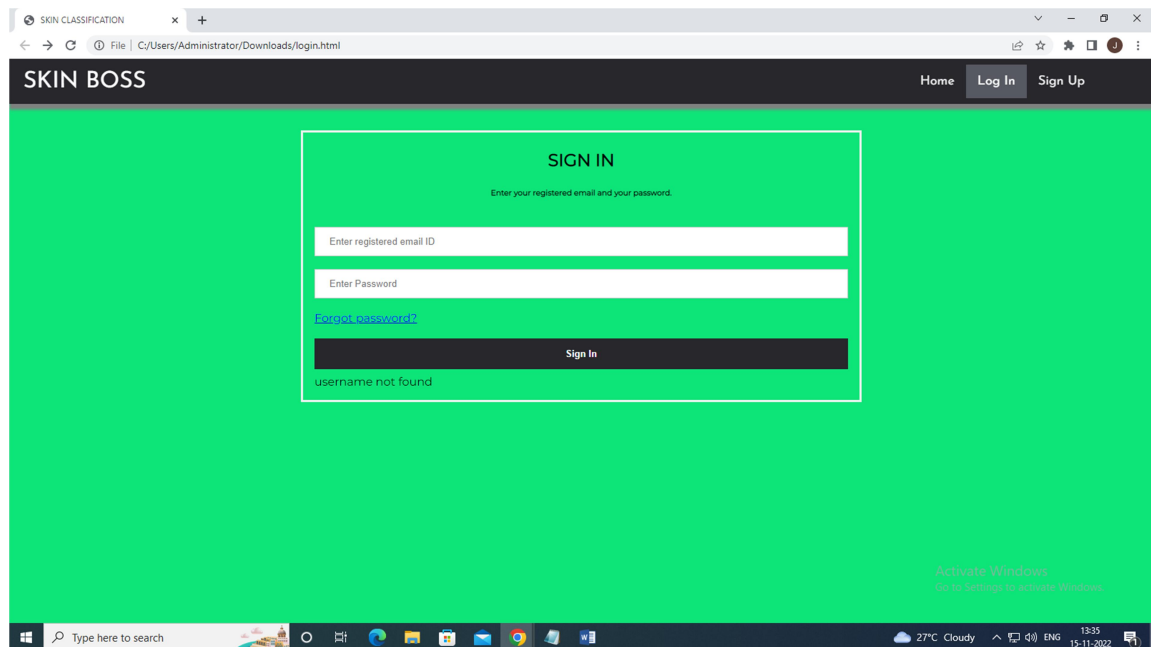 SKIN CLASSIFICATION
File | C:/Users/Administrator/Downloads/login.html
J
SKIN BOSS
Home Log In Sign Up
SIGN IN
Enter your registered email and your password.
Enter registered email ID
Enter Password
Forgot password?
Sign In
username not found
Activate Windows
Go to Settings to activate Windows.
Type here to search
27°C Cloudy
ENG
13:35
15-11-2022
1